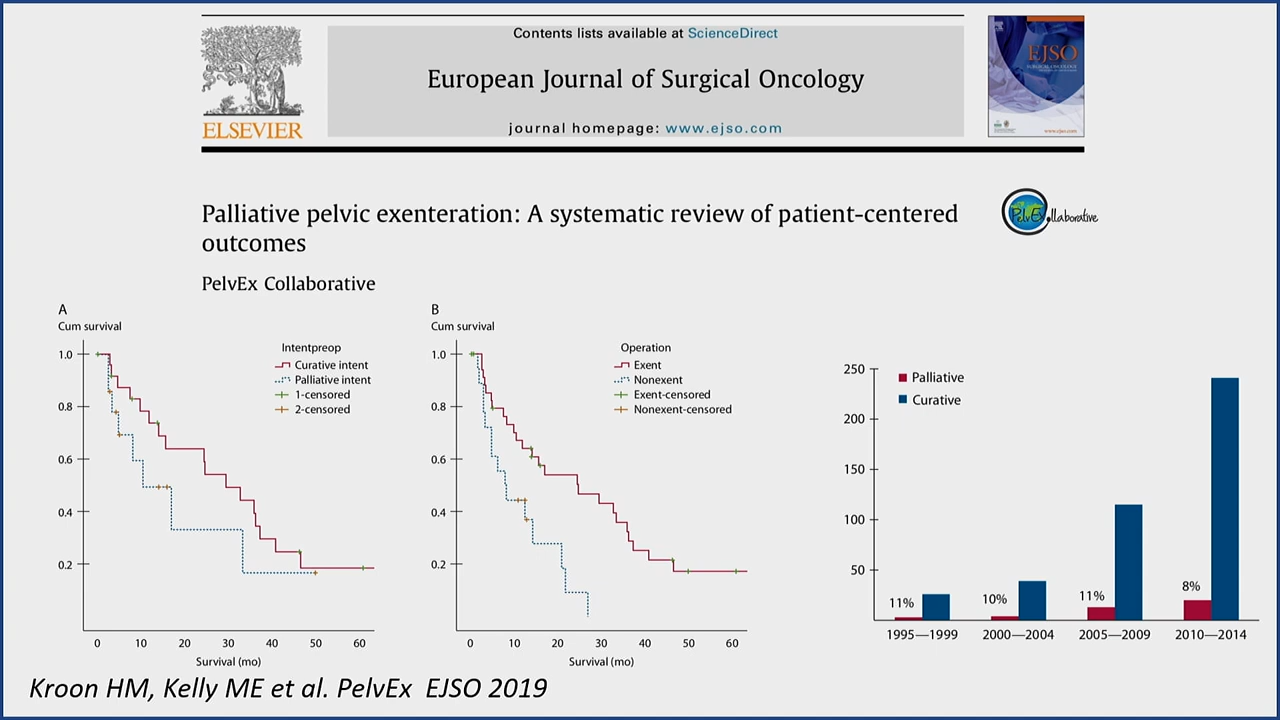 Contents lists available at ScienceDirect
European Journal of Surgical Oncology
journal homepage: www.ejso.com
ELSEVIER
EJSO
SURGICAL ONCOLOGY
www.ejso.com
Palliative pelvic exenteration: A systematic review of patient-centered
outcomes
PelvEx Collaborative
PelvExollaborative
A
Cum survival
1.0
0.8
0.6
0.4
0.2
Intentpreop
Curative intent
Palliative intent
1-censored
2-censored
0 10 20 30 40 50 60
Survival (mo)
B
Cum survival
1.0
0.8
0.6
0.4
0.2
Operation
Exent
Nonexent
Exent-censored
Nonexent-censored
0 10 20 30 40 50 60
Survival (mo)
250
200
150
100
50
Palliative
Curative
11%
10%
11%
8%
1995—1999 2000—2004 2005—2009 2010—2014
Kroon HM, Kelly ME et al. PelvEx EJSO 2019